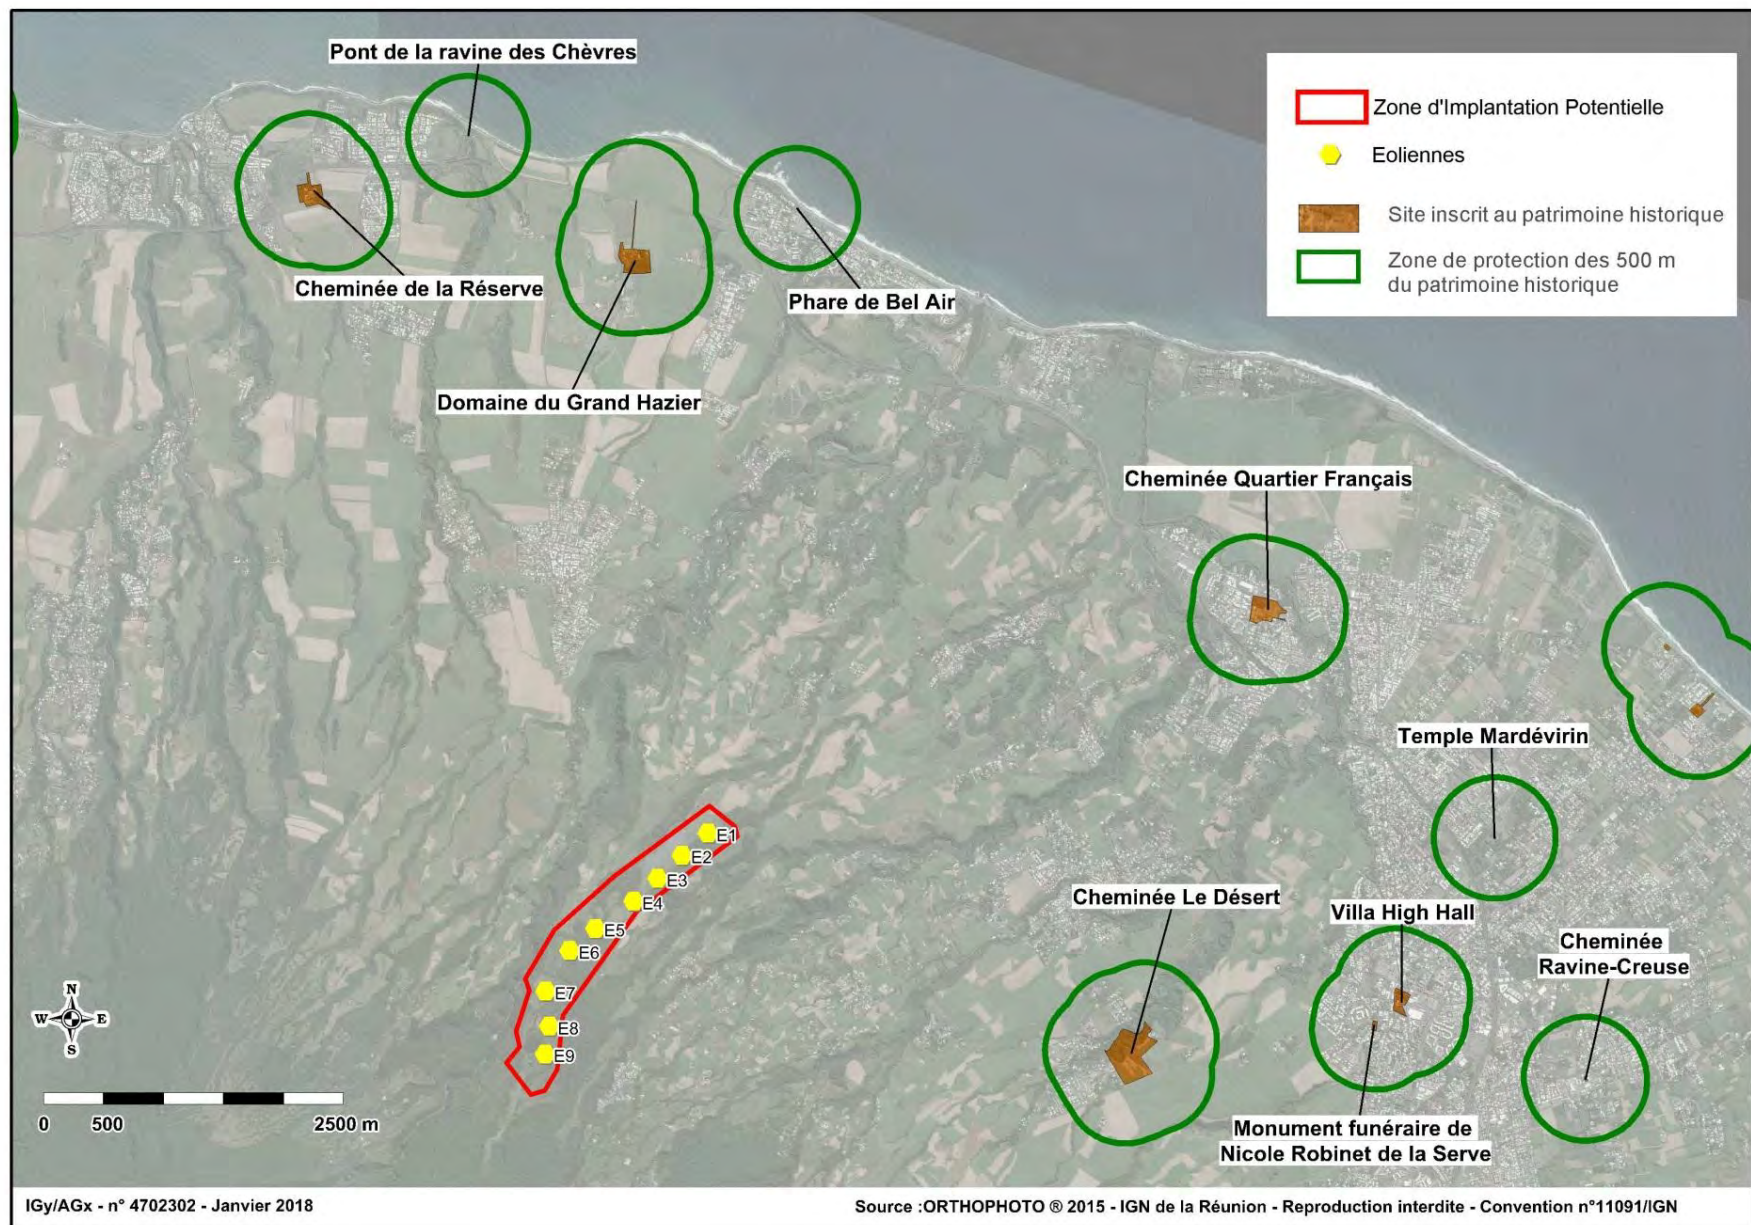 Pont de la ravine des Chèvres
Zone d'Implantation Potentielle
Eoliennes
Site inscrit au patrimoine historique
Zone de protection des 500 m
du patrimoine historique
Cheminée de la Réserve
Phare de Bel Air
Domaine du Grand Hazier
Cheminée Quartier Français
Temple Mardévirin
E1
E2
E3
E4
E5
E6
E7
E8
E9
Cheminée Le Désert
Villa High Hall
Cheminée
Ravine-Creuse
Monument funéraire de
Nicole Robinet de la Serve
N
W E
S
0 500 2500 m
IGy/AGx - n° 4702302 - Janvier 2018
Source :ORTHOPHOTO ® 2015 - IGN de la Réunion - Reproduction interdite - Convention n°11091/IGN